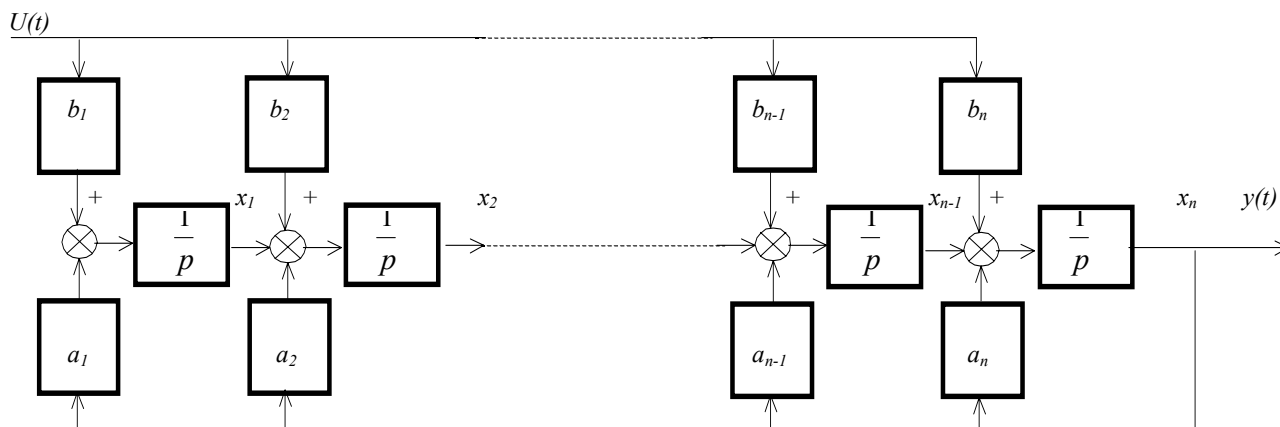 U(t)
b₁ b₂ bₙ₋₁ bₙ
+ + + +
x₁ x₂ xₙ₋₁ xₙ y(t)
1/p 1/p 1/p 1/p
a₁ a₂ aₙ₋₁ aₙ